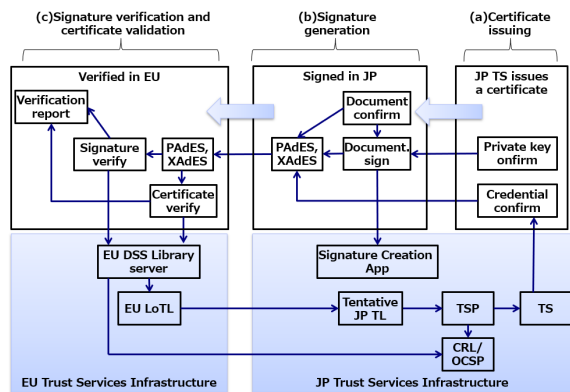 (c)Signature verification and
certificate validation
(b)Signature
generation
(a)Certificate
issuing
Verified in EU
Signed in JP
JP TS issues
a certificate
Verification
report
Document
confirm
Signature
verify
PAdES,
XAdES
PAdES,
XAdES
Document.
sign
Private key
onfirm
Certificate
verify
Credential
confirm
EU DSS Library
server
Signature Creation
App
EU LoTL
Tentative
JP TL
TSP
TS
CRL/
OCSP
EU Trust Services Infrastructure
JP Trust Services Infrastructure